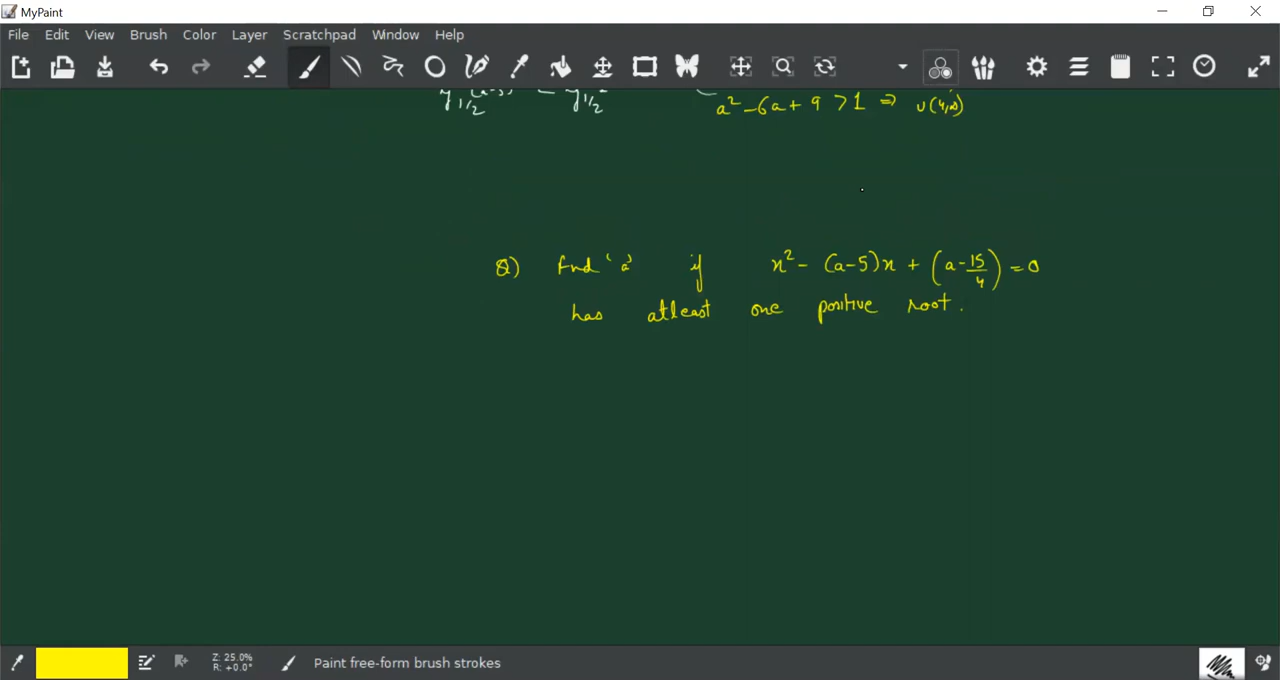 MyPaint
File Edit View Brush Color Layer Scratchpad Window Help
a² - 6a + 9 > 1 ⇒ ∪(4,∞)
Q) find 'a' if x² - (a-5)x + (a - 15/4) = 0
has atleast one positive root.
Z: 25.0%
R: +0.0°
Paint free-form brush strokes